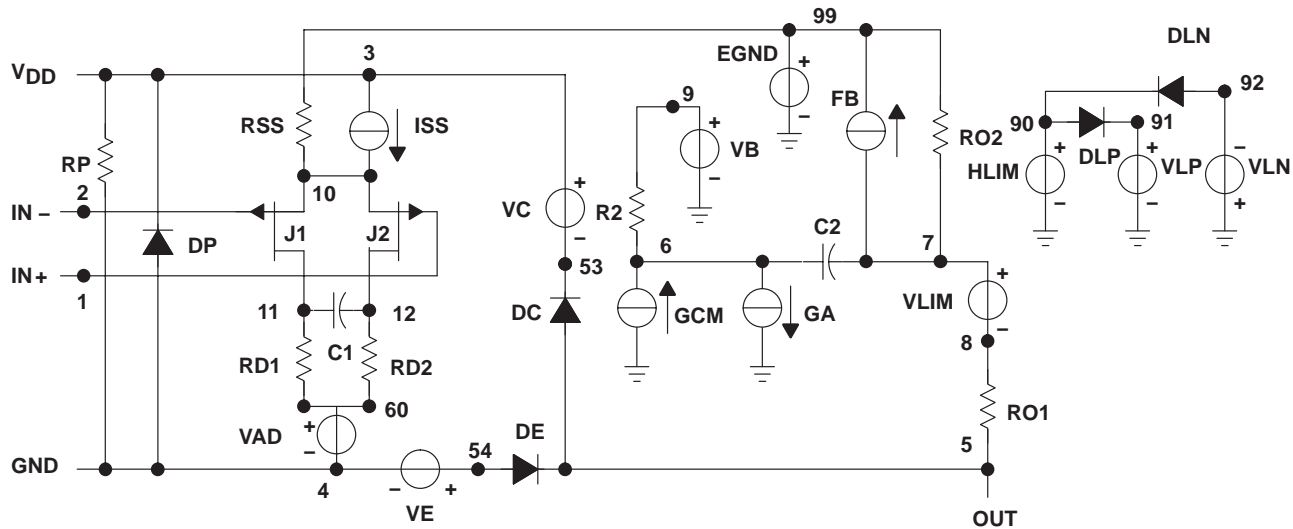 99
DLN
3
EGND
+
VDD
92
9
FB
RSS
ISS
+
−
90
91
RO2
RP
VB
DLP
+
+
−
2
10
−
HLIM
VLP
VLN
+
IN −
VC
R2
−
−
+
J1
J2
−
C2
DP
6
7
IN+
53
+
1
11
12
DC
GCM
GA
VLIM
−
C1
8
RD1
RD2
60
RO1
+
VAD
DE
−
54
5
GND
4
−
+
VE
OUT